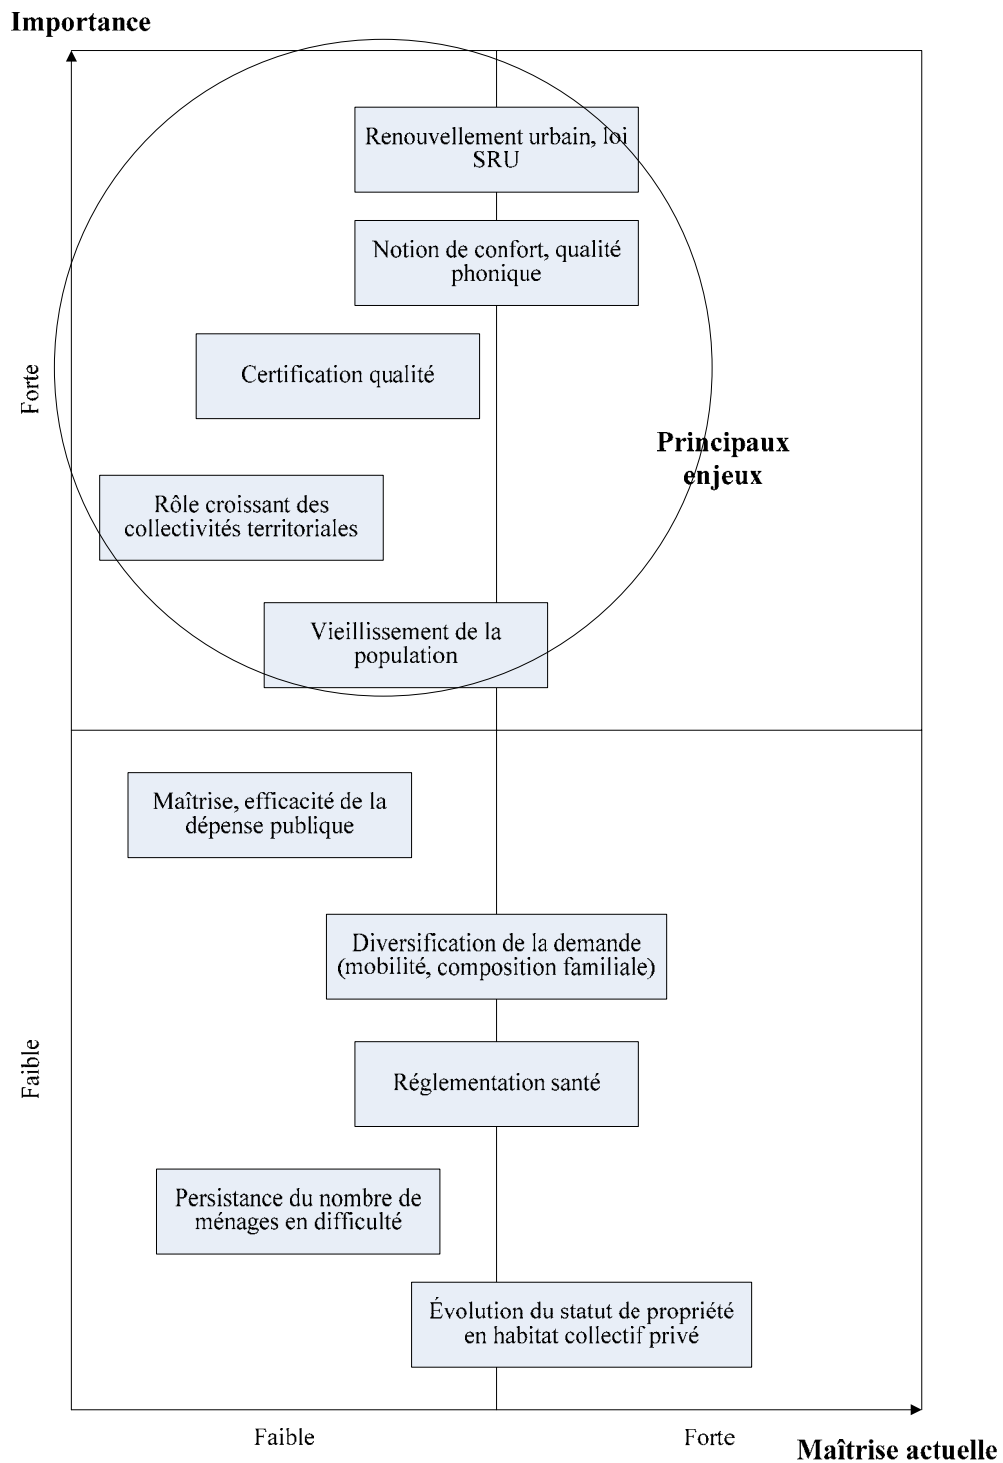 Importance
Renouvellement urbain, loi
SRU
Notion de confort, qualité
phonique
Certification qualité
Forte
Principaux
enjeux
Rôle croissant des
collectivités territoriales
Vieillissement de la
population
Maîtrise, efficacité de la
dépense publique
Diversification de la demande
(mobilité, composition familiale)
Faible
Réglementation santé
Persistance du nombre de
ménages en difficulté
Évolution du statut de propriété
en habitat collectif privé
Faible
Forte
Maîtrise actuelle